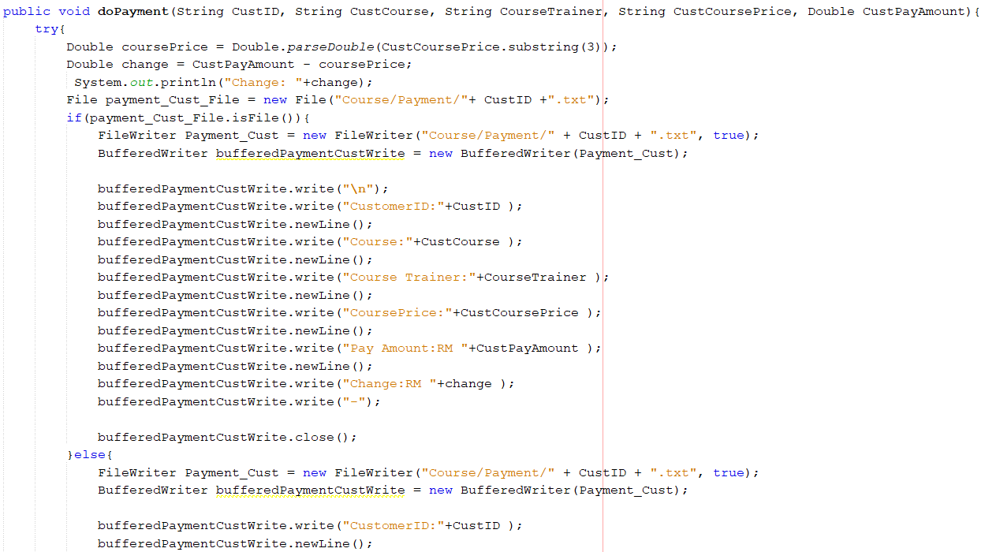 public void doPayment(String CustID, String CustCourse, String CourseTrainer, String CustCoursePrice, Double CustPayAmount){
    try{
        Double coursePrice = Double.parseDouble(CustCoursePrice.substring(3));
        Double change = CustPayAmount - coursePrice;
         System.out.println("Change: "+change);
        File payment_Cust_File = new File("Course/Payment/"+ CustID +".txt");
        if(payment_Cust_File.isFile()){
            FileWriter Payment_Cust = new FileWriter("Course/Payment/" + CustID + ".txt", true);
            BufferedWriter bufferedPaymentCustWrite = new BufferedWriter(Payment_Cust);

            bufferedPaymentCustWrite.write("\n");
            bufferedPaymentCustWrite.write("CustomerID:"+CustID );
            bufferedPaymentCustWrite.newLine();
            bufferedPaymentCustWrite.write("Course:"+CustCourse );
            bufferedPaymentCustWrite.newLine();
            bufferedPaymentCustWrite.write("Course Trainer:"+CourseTrainer );
            bufferedPaymentCustWrite.newLine();
            bufferedPaymentCustWrite.write("CoursePrice:"+CustCoursePrice );
            bufferedPaymentCustWrite.newLine();
            bufferedPaymentCustWrite.write("Pay Amount:RM "+CustPayAmount );
            bufferedPaymentCustWrite.newLine();
            bufferedPaymentCustWrite.write("Change:RM "+change );
            bufferedPaymentCustWrite.write("-");

            bufferedPaymentCustWrite.close();
        }else{
            FileWriter Payment_Cust = new FileWriter("Course/Payment/" + CustID + ".txt", true);
            BufferedWriter bufferedPaymentCustWrite = new BufferedWriter(Payment_Cust);

            bufferedPaymentCustWrite.write("CustomerID:"+CustID );
            bufferedPaymentCustWrite.newLine();